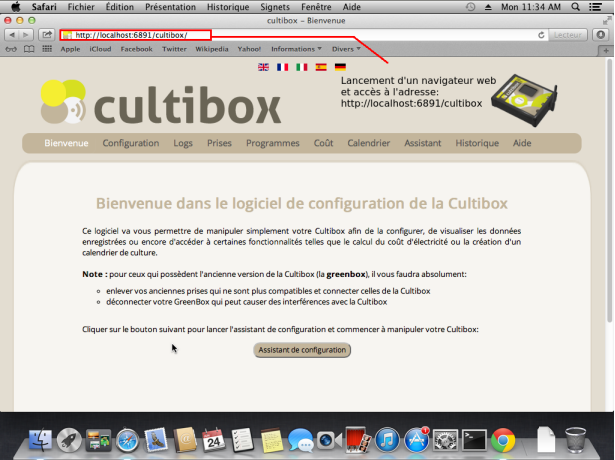 Safari Fichier Édition Présentation Historique Signets Fenêtre Aide Mon 11:34 AM
cultibox – Bienvenue
http://localhost:6891/cultibox/ Lecteur
Apple iCloud Facebook Twitter Wikipedia Yahoo! Informations Divers
Lancement d'un navigateur web
et accès à l'adresse:
http://localhost:6891/cultibox
cultibox
Bienvenue Configuration Logs Prises Programmes Coût Calendrier Assistant Historique Aide
Bienvenue dans le logiciel de configuration de la Cultibox
Ce logiciel va vous permettre de manipuler simplement votre Cultibox afin de la configurer, de visualiser les données
enregistrées ou encore d'accéder à certaines fonctionnalités telles que le calcul du coût d'électricité ou la création d'un
calendrier de culture.
Note : pour ceux qui possèdent l'ancienne version de la Cultibox (la greenbox), il vous faudra absolument:
enlever vos anciennes prises qui ne sont plus compatibles et connecter celles de la Cultibox
déconnecter votre GreenBox qui peut causer des interférences avec la Cultibox
Cliquer sur le bouton suivant pour lancer l'assistant de configuration et commencer à manipuler votre Cultibox:
Assistant de configuration
24